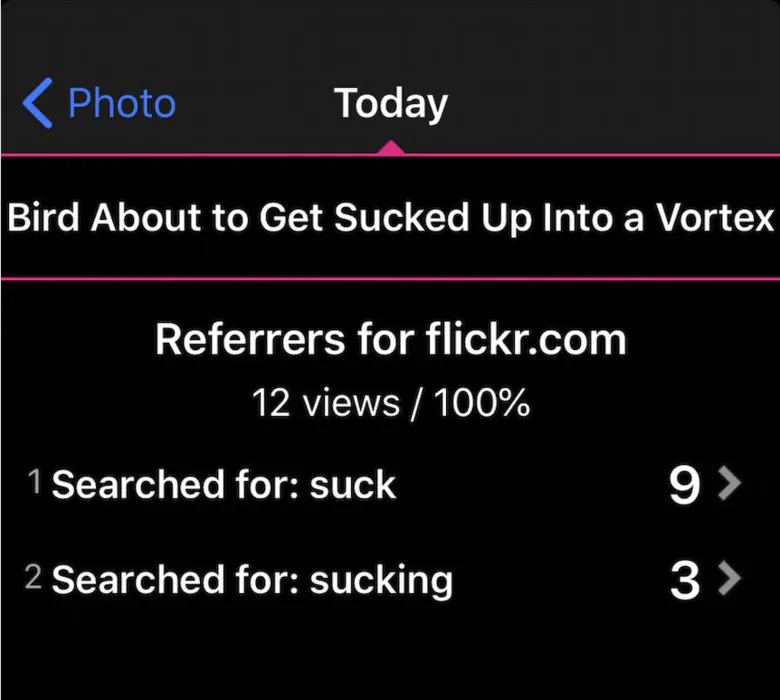 Photo
Today
Bird About to Get Sucked Up Into a Vortex
Referrers for flickr.com
12 views / 100%
1 Searched for: suck 9
2 Searched for: sucking 3